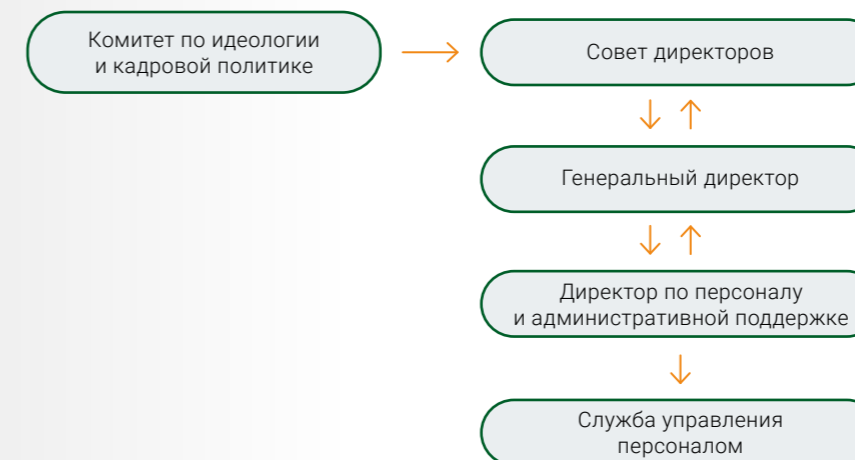 Комитет по идеологии
и кадровой политике
Совет директоров
Генеральный директор
Директор по персоналу
и административной поддержке
Служба управления
персоналом